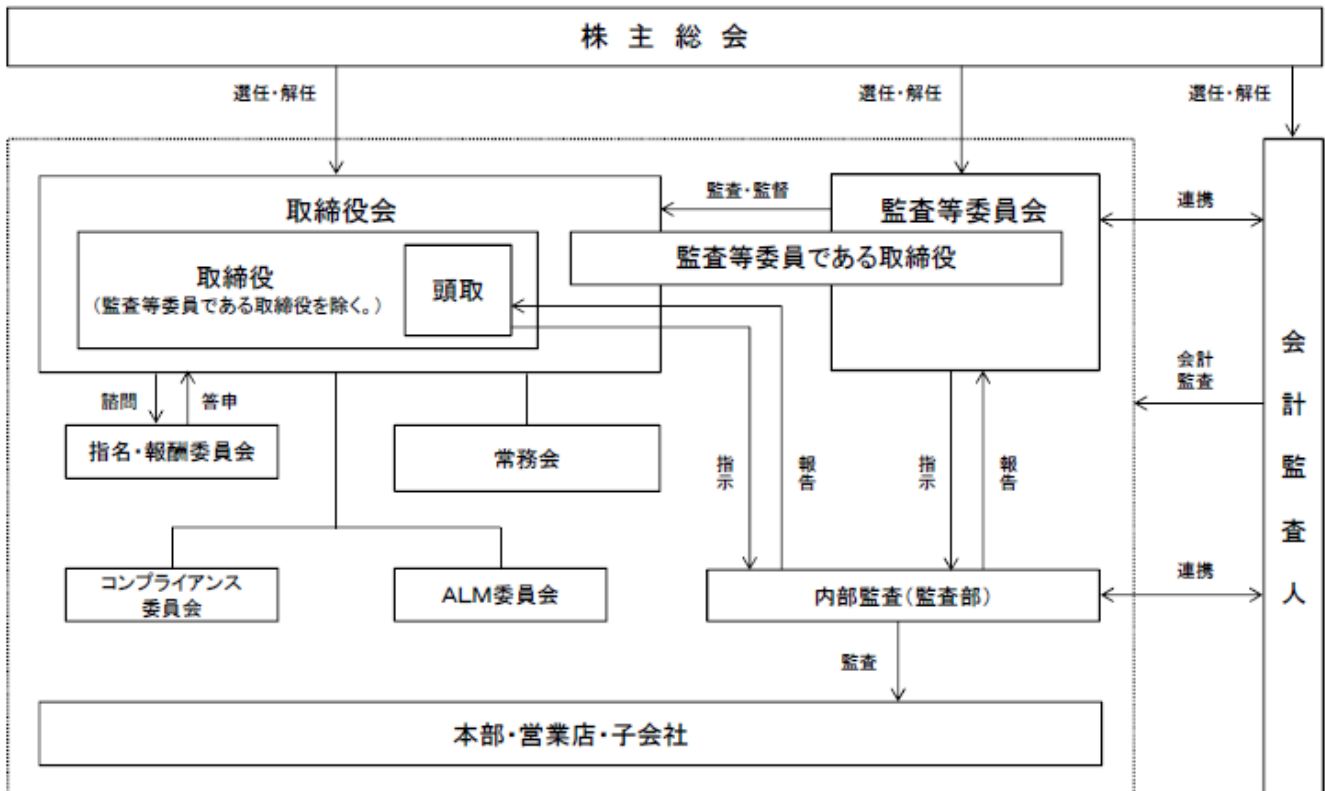 株主総会
選任・解任
選任・解任
選任・解任
取締役会
監査・監督
監査等委員会
連携
監査等委員である取締役
取締役
(監査等委員である取締役を除く。)
頭取
諮問
答申
会計
監査
指名・報酬委員会
常務会
指示
報告
指示
報告
会計監査人
コンプライアンス
委員会
ALM委員会
内部監査(監査部)
連携
監査
本部・営業店・子会社